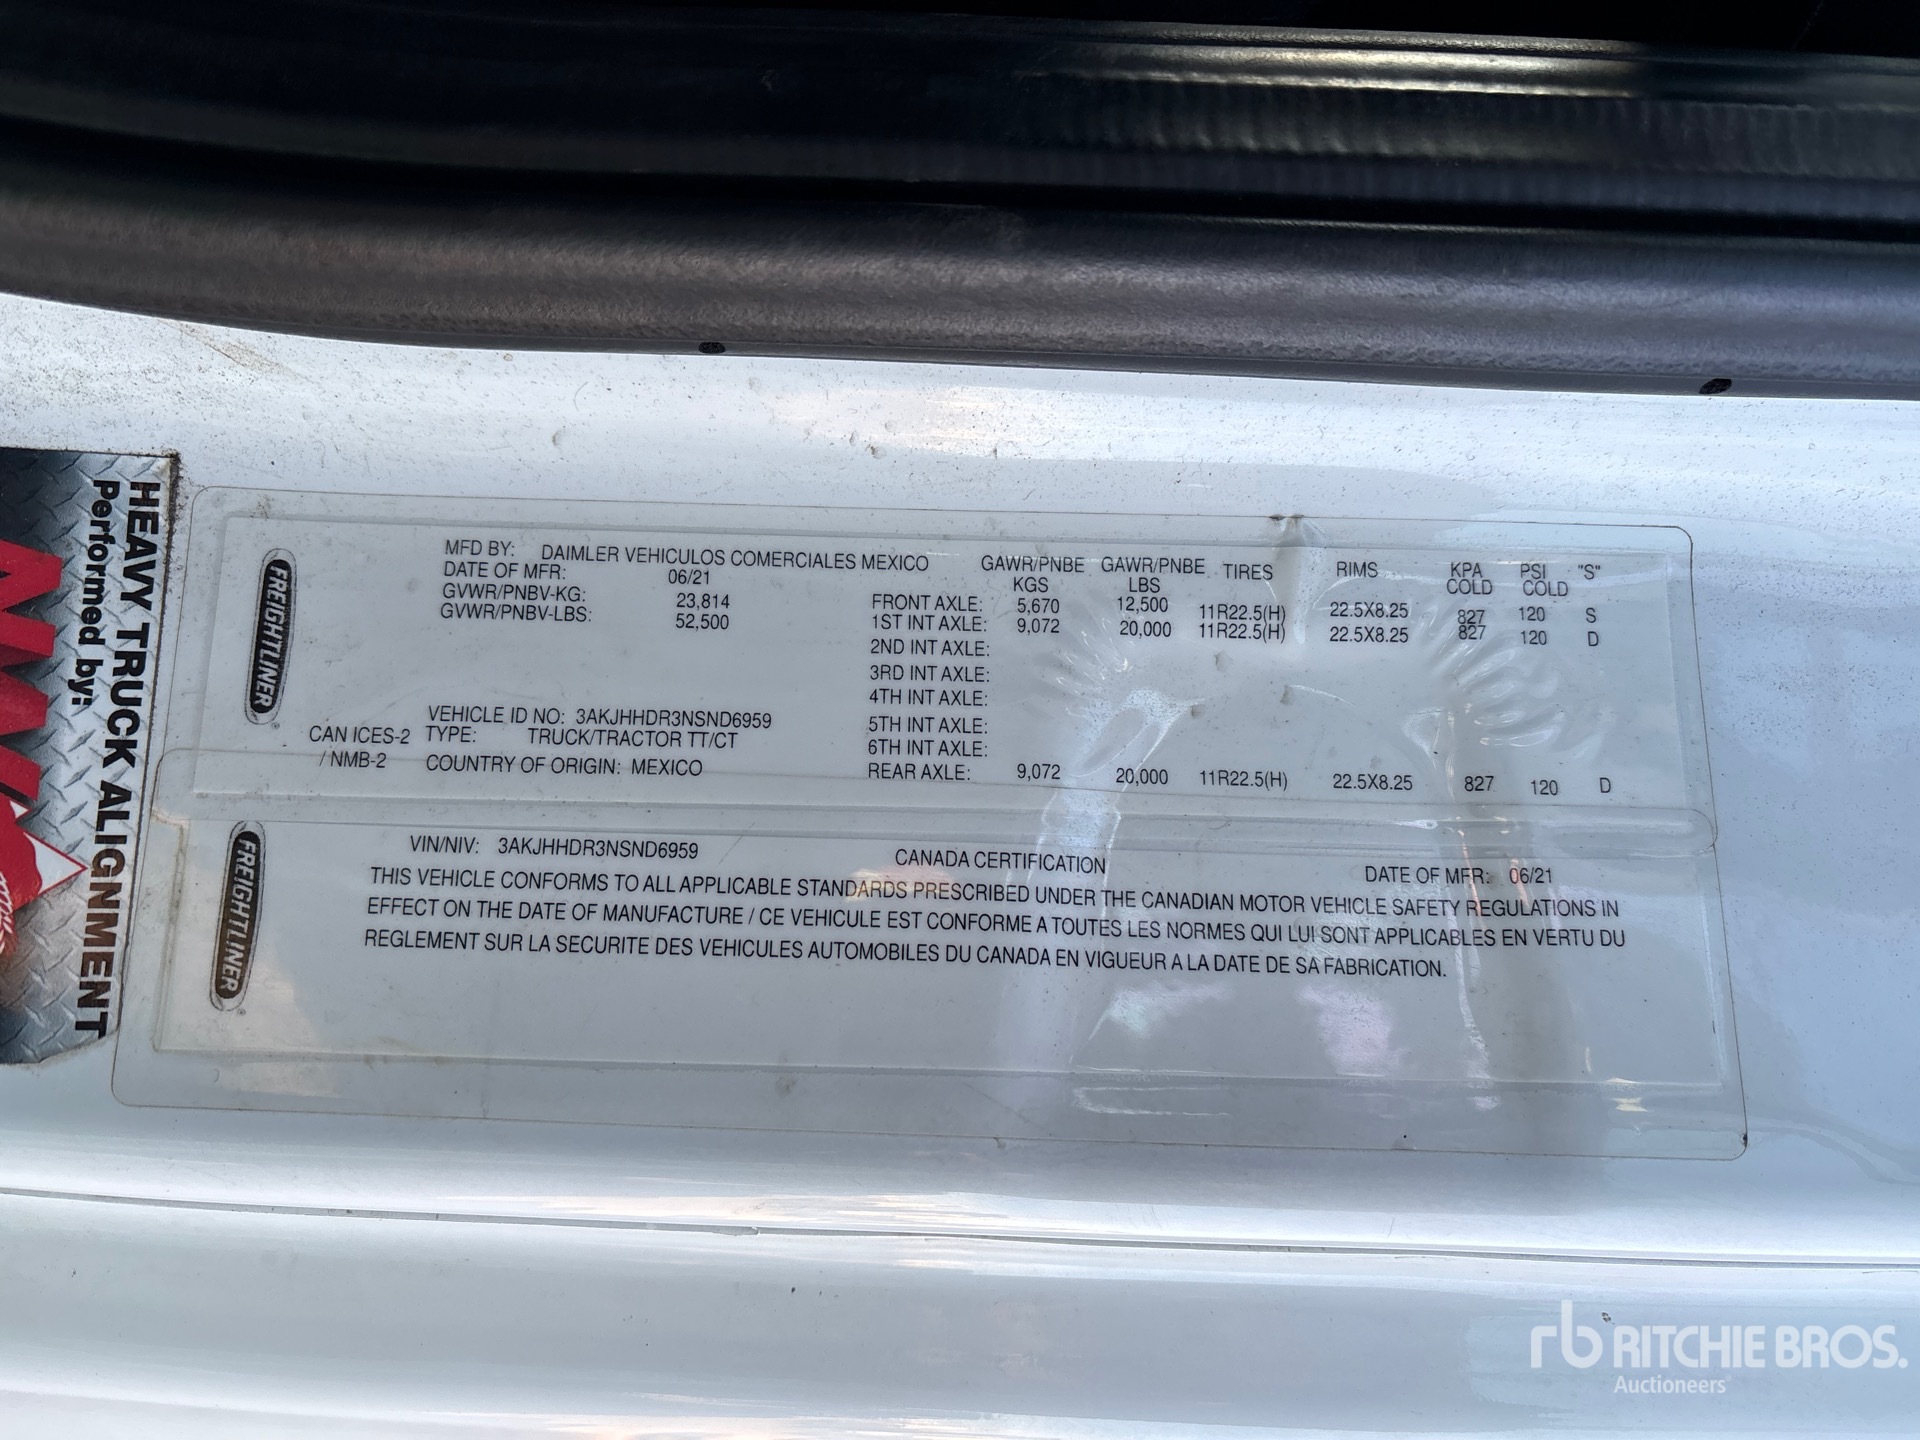 HEAVY TRUCK ALIGNMENT
Performed by:
FREIGHTLINER
MFD BY: DAIMLER VEHICULOS COMERCIALES MEXICO
DATE OF MFR: 06/21
GVWR/PNBV-KG: 23,814
GVWR/PNBV-LBS: 52,500
VEHICLE ID NO: 3AKJHHDR3NSND6959
CAN ICES-2 TYPE: TRUCK/TRACTOR TT/CT
/ NMB-2 COUNTRY OF ORIGIN: MEXICO
GAWR/PNBE KGS GAWR/PNBE LBS TIRES RIMS KPA COLD PSI COLD "S"
FRONT AXLE: 5,670 12,500 11R22.5(H) 22.5X8.25 827 120 S
1ST INT AXLE: 9,072 20,000 11R22.5(H) 22.5X8.25 827 120 D
2ND INT AXLE:
3RD INT AXLE:
4TH INT AXLE:
5TH INT AXLE:
6TH INT AXLE:
REAR AXLE: 9,072 20,000 11R22.5(H) 22.5X8.25 827 120 D
FREIGHTLINER
VIN/NIV: 3AKJHHDR3NSND6959 CANADA CERTIFICATION DATE OF MFR: 06/21
THIS VEHICLE CONFORMS TO ALL APPLICABLE STANDARDS PRESCRIBED UNDER THE CANADIAN MOTOR VEHICLE SAFETY REGULATIONS IN
EFFECT ON THE DATE OF MANUFACTURE / CE VEHICULE EST CONFORME A TOUTES LES NORMES QUI LUI SONT APPLICABLES EN VERTU DU
REGLEMENT SUR LA SECURITE DES VEHICULES AUTOMOBILES DU CANADA EN VIGUEUR A LA DATE DE SA FABRICATION.
rb RITCHIE BROS.
Auctioneers